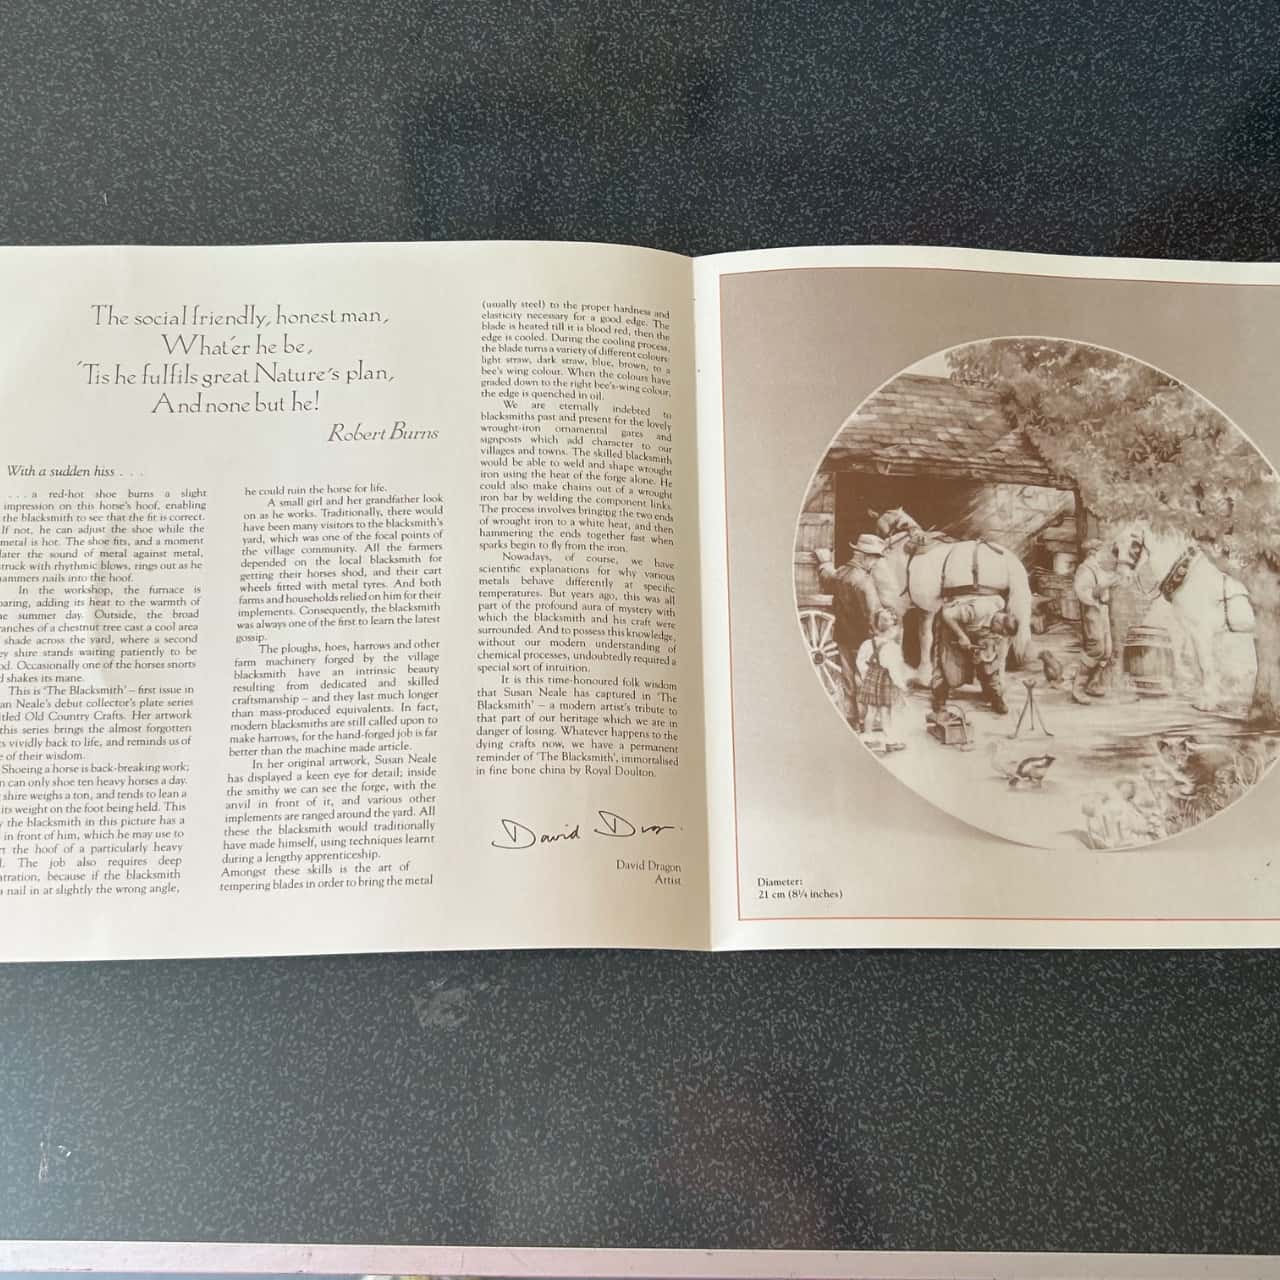 The social friendly, honest man,
What'er he be,
'Tis he fulfils great Nature's plan,
And none but he!
Robert Burns
With a sudden hiss . . .
. . . a red-hot shoe burns a slight
impression on this horse's hoof, enabling
the blacksmith to see that the fit is correct.
If not, he can adjust the shoe while the
metal is hot. The shoe fits, and a moment
later the sound of metal against metal,
truck with rhythmic blows, rings out as he
ammers nails into the hoof.
In the workshop, the furnace is
oaring, adding its heat to the warmth of
e summer day. Outside, the broad
ranches of a chestnut tree cast a cool area
shade across the yard, where a second
ey shire stands waiting patiently to be
od. Occasionally one of the horses snorts
d shakes its mane.
This is 'The Blacksmith' – first issue in
an Neale's debut collector's plate series
tled Old Country Crafts. Her artwork
this series brings the almost forgotten
s vividly back to life, and reminds us of
e of their wisdom.
Shoeing a horse is back-breaking work;
n can only shoe ten heavy horses a day.
shire weighs a ton, and tends to lean a
its weight on the foot being held. This
y the blacksmith in this picture has a
in front of him, which he may use to
rt the hoof of a particularly heavy
l. The job also requires deep
ntration, because if the blacksmith
a nail in at slightly the wrong angle,
he could ruin the horse for life.
A small girl and her grandfather look
on as he works. Traditionally, there would
have been many visitors to the blacksmith's
yard, which was one of the focal points of
the village community. All the farmers
depended on the local blacksmith for
getting their horses shod, and their cart
wheels fitted with metal tyres. And both
farms and households relied on him for their
implements. Consequently, the blacksmith
was always one of the first to learn the latest
gossip.
The ploughs, hoes, harrows and other
farm machinery forged by the village
blacksmith have an intrinsic beauty
resulting from dedicated and skilled
craftsmanship – and they last much longer
than mass-produced equivalents. In fact,
modern blacksmiths are still called upon to
make harrows, for the hand-forged job is far
better than the machine made article.
In her original artwork, Susan Neale
has displayed a keen eye for detail; inside
the smithy we can see the forge, with the
anvil in front of it, and various other
implements are ranged around the yard. All
these the blacksmith would traditionally
have made himself, using techniques learnt
during a lengthy apprenticeship.
Amongst these skills is the art of
tempering blades in order to bring the metal
(usually steel) to the proper hardness and
elasticity necessary for a good edge. The
blade is heated till it is blood red, then the
edge is cooled. During the cooling process,
the blade turns a variety of different colours:
light straw, dark straw, blue, brown, to a
bee's wing colour. When the colours have
graded down to the right bee's-wing colour,
the edge is quenched in oil.
We are eternally indebted to
blacksmiths past and present for the lovely
wrought-iron ornamental gates and
signposts which add character to our
villages and towns. The skilled blacksmith
would be able to weld and shape wrought
iron using the heat of the forge alone. He
could also make chains out of a wrought
iron bar by welding the component links.
The process involves bringing the two ends
of wrought iron to a white heat, and then
hammering the ends together fast when
sparks begin to fly from the iron.
Nowadays, of course, we have
scientific explanations for why various
metals behave differently at specific
temperatures. But years ago, this was all
part of the profound aura of mystery with
which the blacksmith and his craft were
surrounded. And to possess this knowledge,
without our modern understanding of
chemical processes, undoubtedly required a
special sort of intuition.
It is this time-honoured folk wisdom
that Susan Neale has captured in 'The
Blacksmith' – a modern artist's tribute to
that part of our heritage which we are in
danger of losing. Whatever happens to the
dying crafts now, we have a permanent
reminder of 'The Blacksmith', immortalised
in fine bone china by Royal Doulton.
David Dragon
David Dragon
Artist
Diameter:
21 cm (8¼ inches)